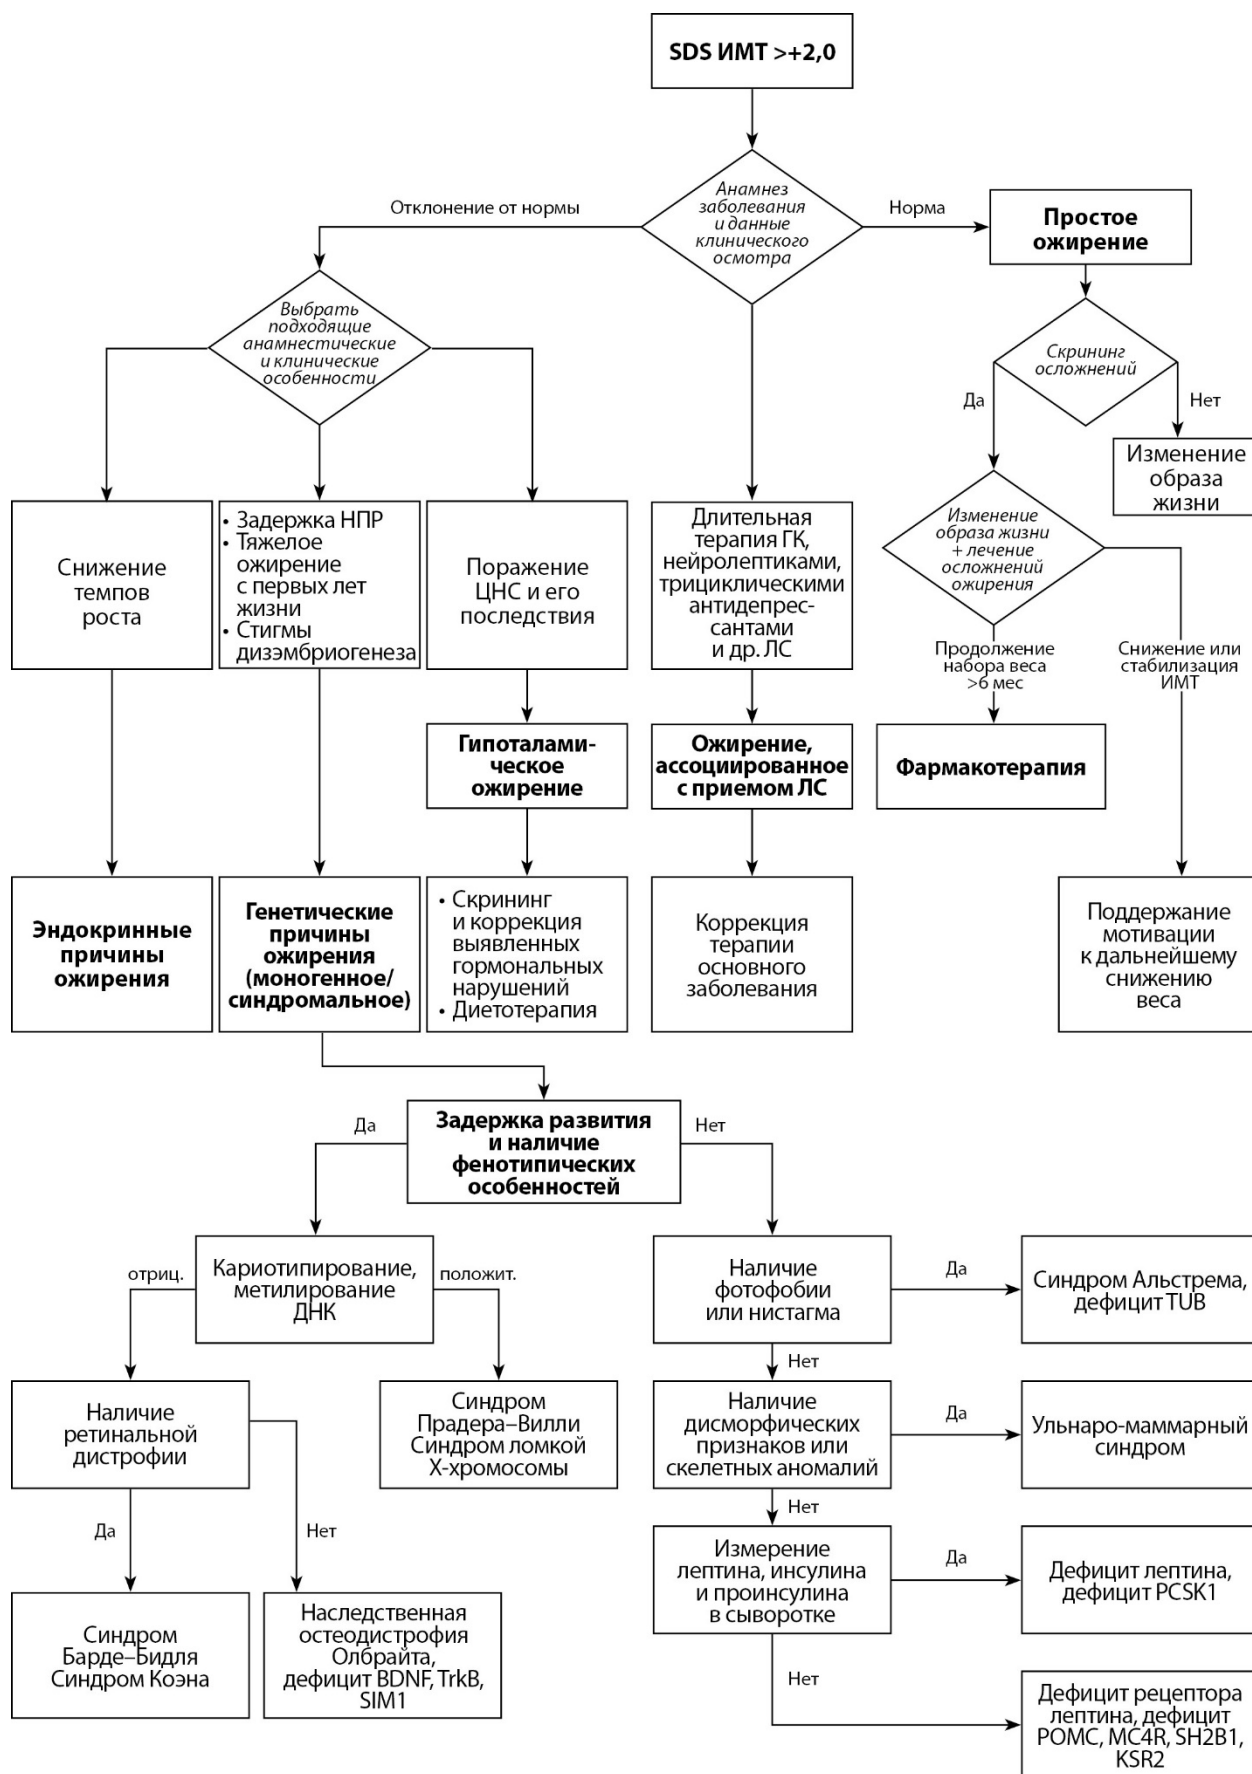 SDS ИМТ >+2,0
Анамнез
заболевания
и данные
клинического
осмотра
Отклонение от нормы
Норма
Простое
ожирение
Выбрать
подходящие
анамнестические
и клинические
особенности
Скрининг
осложнений
Да
Нет
Изменение
образа
жизни
Снижение
темпов
роста
• Задержка НПР
• Тяжелое
ожирение
с первых лет
жизни
• Стигмы
дизэмбриогенеза
Поражение
ЦНС и его
последствия
Длительная
терапия ГК,
нейролептиками,
трициклическими
антидепрес-
сантами
и др. ЛС
Изменение
образа жизни
+ лечение
осложнений
ожирения
Продолжение
набора веса
>6 мес
Снижение или
стабилизация
ИМТ
Гипоталами-
ческое
ожирение
Ожирение,
ассоциированное
с приемом ЛС
Фармакотерапия
Эндокринные
причины
ожирения
Генетические
причины
ожирения
(моногенное/
синдромальное)
• Скрининг
и коррекция
выявленных
гормональных
нарушений
• Диетотерапия
Коррекция
терапии
основного
заболевания
Поддержание
мотивации
к дальнейшему
снижению
веса
Да
Задержка развития
и наличие
фенотипических
особенностей
Нет
отриц.
Кариотипирование,
метилирование
ДНК
положит.
Наличие
фотофобии
или нистагма
Да
Синдром Альстрема,
дефицит TUB
Нет
Наличие
ретинальной
дистрофии
Синдром
Прадера–Вилли
Синдром ломкой
Х-хромосомы
Наличие
дисморфических
признаков или
скелетных аномалий
Да
Ульнаро-маммарный
синдром
Нет
Да
Нет
Измерение
лептина, инсулина
и проинсулина
в сыворотке
Да
Дефицит лептина,
дефицит PCSK1
Синдром
Барде–Бидля
Синдром Коэна
Наследственная
остеодистрофия
Олбрайта,
дефицит BDNF, TrkB,
SIM1
Нет
Дефицит рецептора
лептина, дефицит
POMC, MC4R, SH2B1,
KSR2